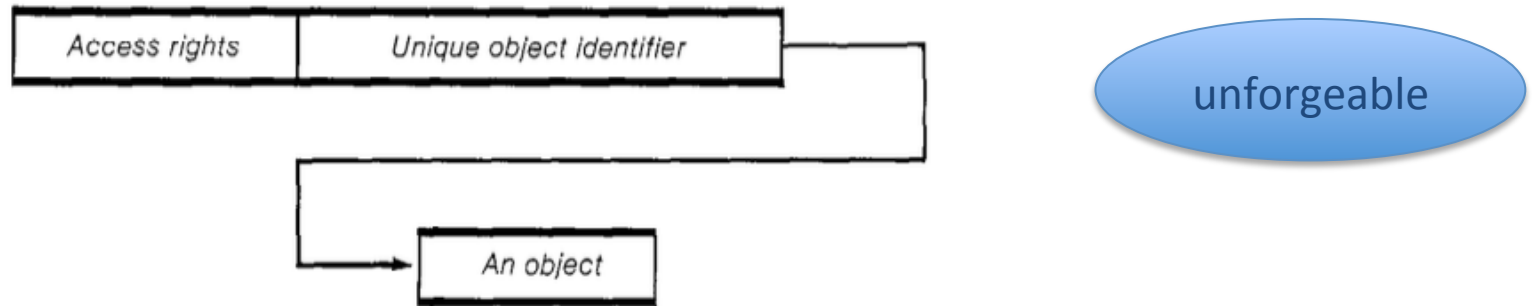 Access rights
Unique object identifier
unforgeable
An object